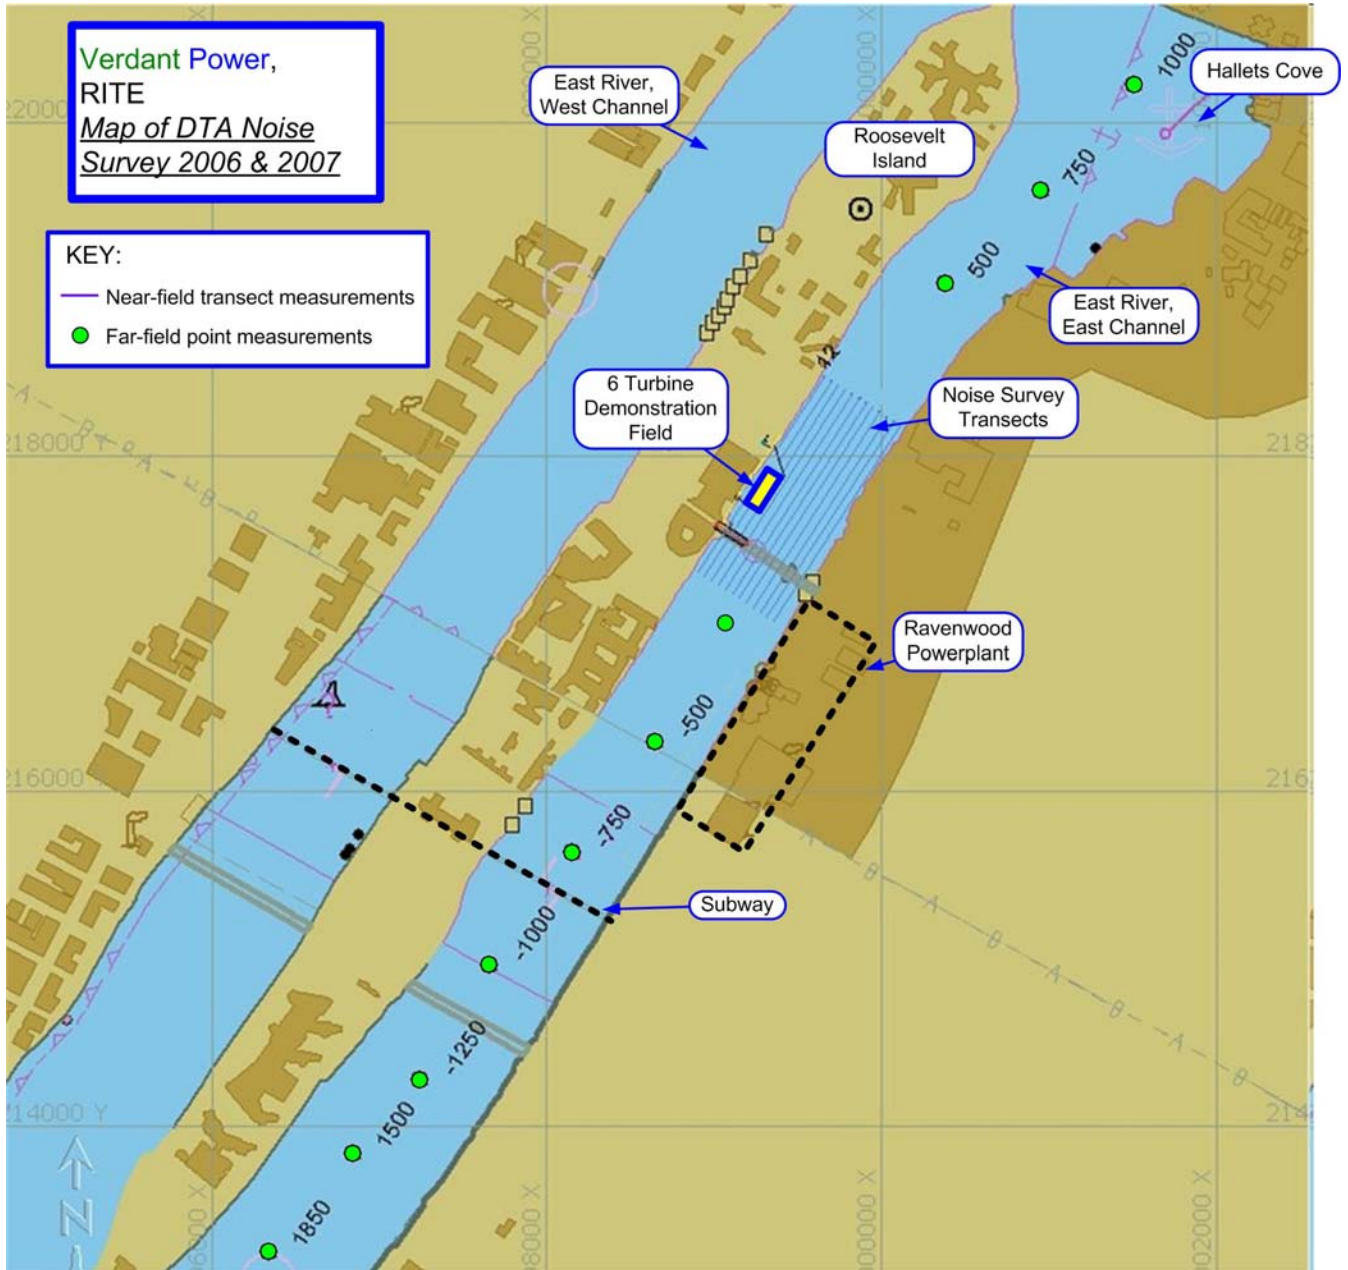 Verdant Power,
RITE
Map of DTA Noise
Survey 2006 & 2007
KEY:
Near-field transect measurements
Far-field point measurements
East River,
West Channel
Roosevelt
Island
Hallets Cove
1000
750
500
East River,
East Channel
6 Turbine
Demonstration
Field
12
Noise Survey
Transects
Ravenwood
Powerplant
-500
-750
Subway
-1000
-1250
1500
1850
218000
216000
214000 Y
N
A
B
A
B
A
B